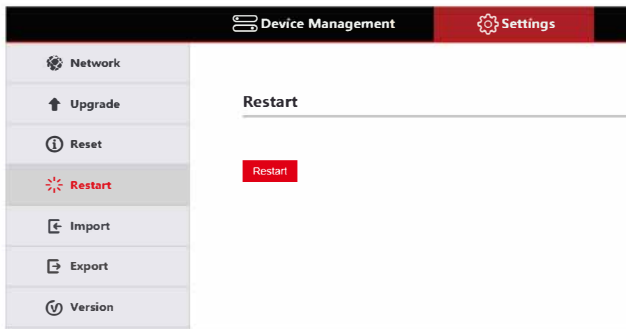 Device Management
Settings
Network
Upgrade
Reset
Restart
Import
Export
Version
Restart
Restart